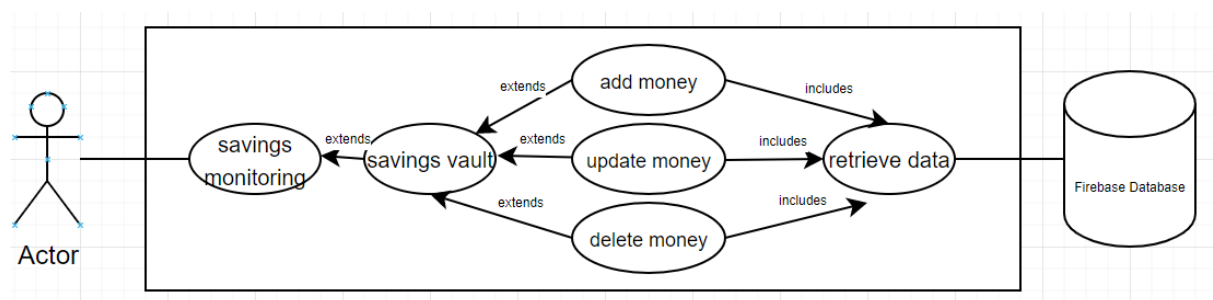 add money
extends
includes
savings
monitoring
extends
savings vault
extends
update money
includes
retrieve data
Firebase Database
extends
delete money
includes
Actor